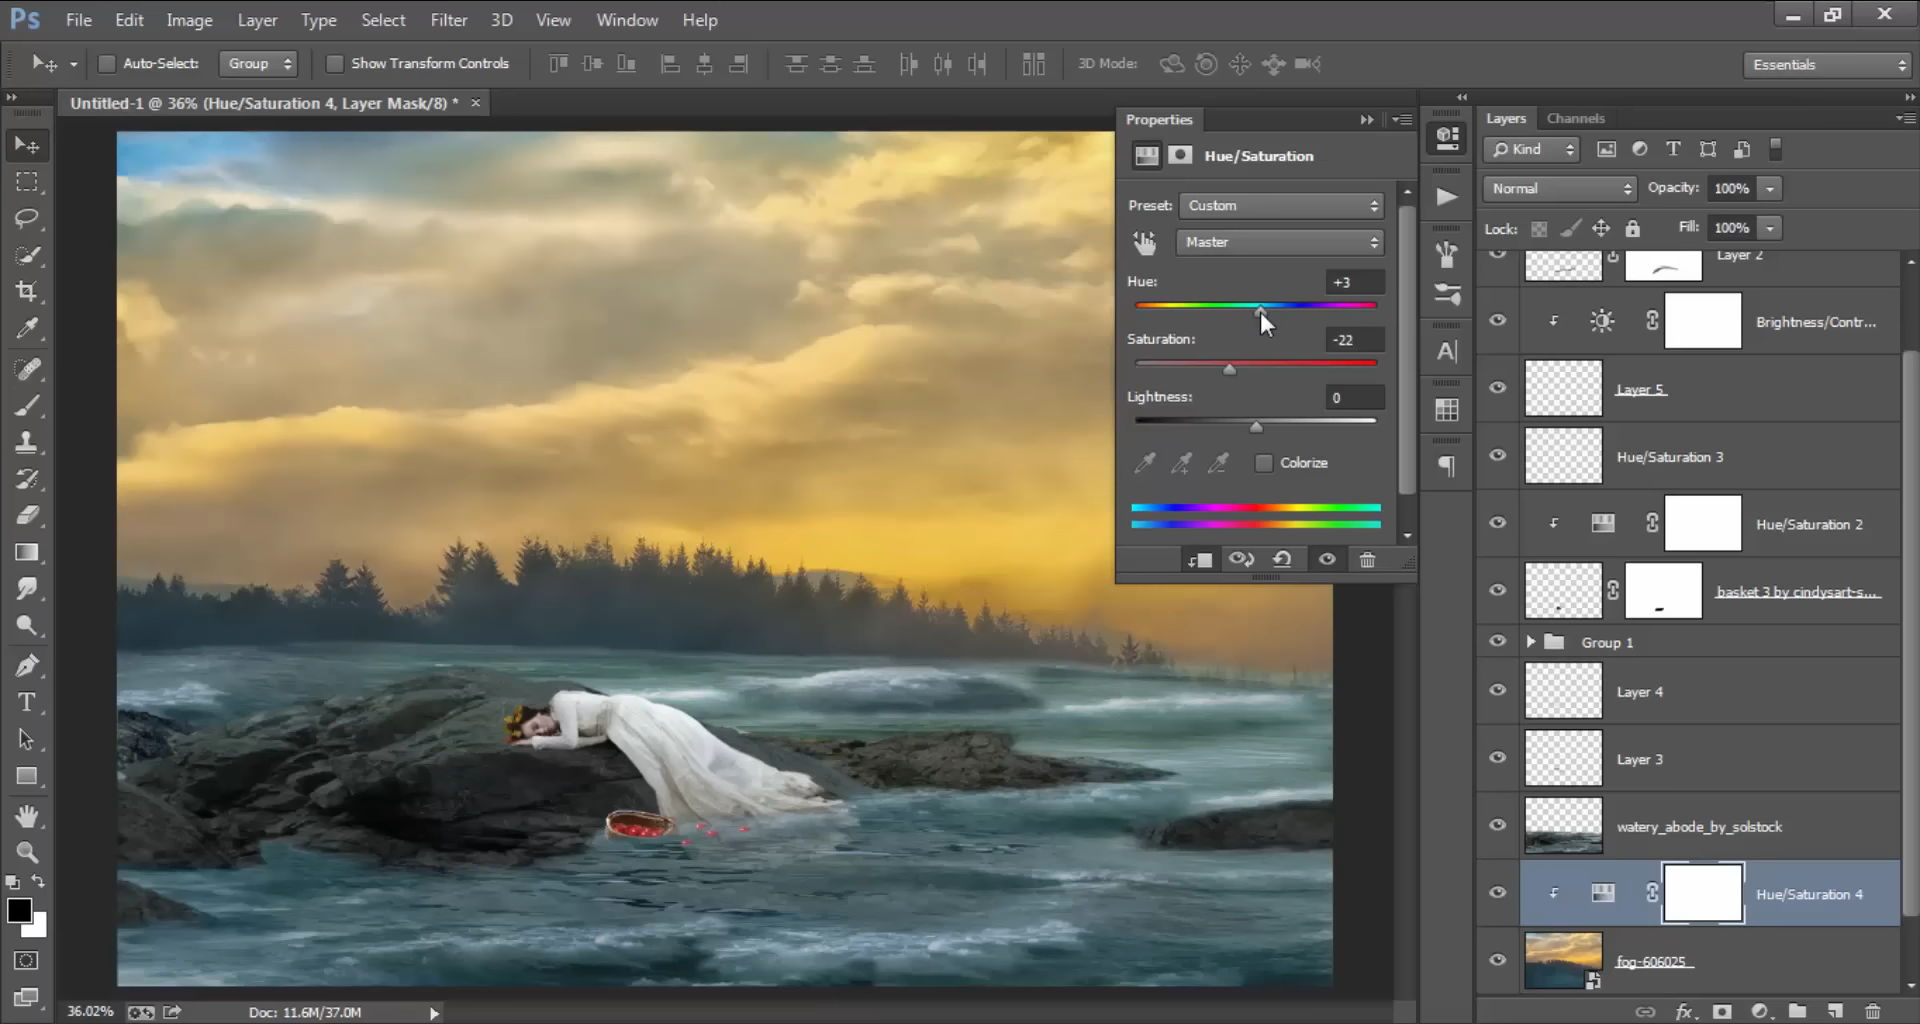 Ps File Edit Image Layer Type Select Filter 3D View Window Help
Auto-Select: Group Show Transform Controls 3D Mode: Essentials
Untitled-1 @ 36% (Hue/Saturation 4, Layer Mask/8) * ×
Properties
Hue/Saturation
Preset: Custom
Master
Hue: +3
Saturation: -22
Lightness: 0
Colorize
Layers Channels
Kind
Normal Opacity: 100%
Lock: Fill: 100%
Layer 2
Brightness/Contr...
Layer 5
Hue/Saturation 3
Hue/Saturation 2
basket 3 by cindysart-s...
Group 1
Layer 4
Layer 3
watery_abode_by_solstock
Hue/Saturation 4
fog-606025
36.02% Doc: 11.6M/37.0M
fx